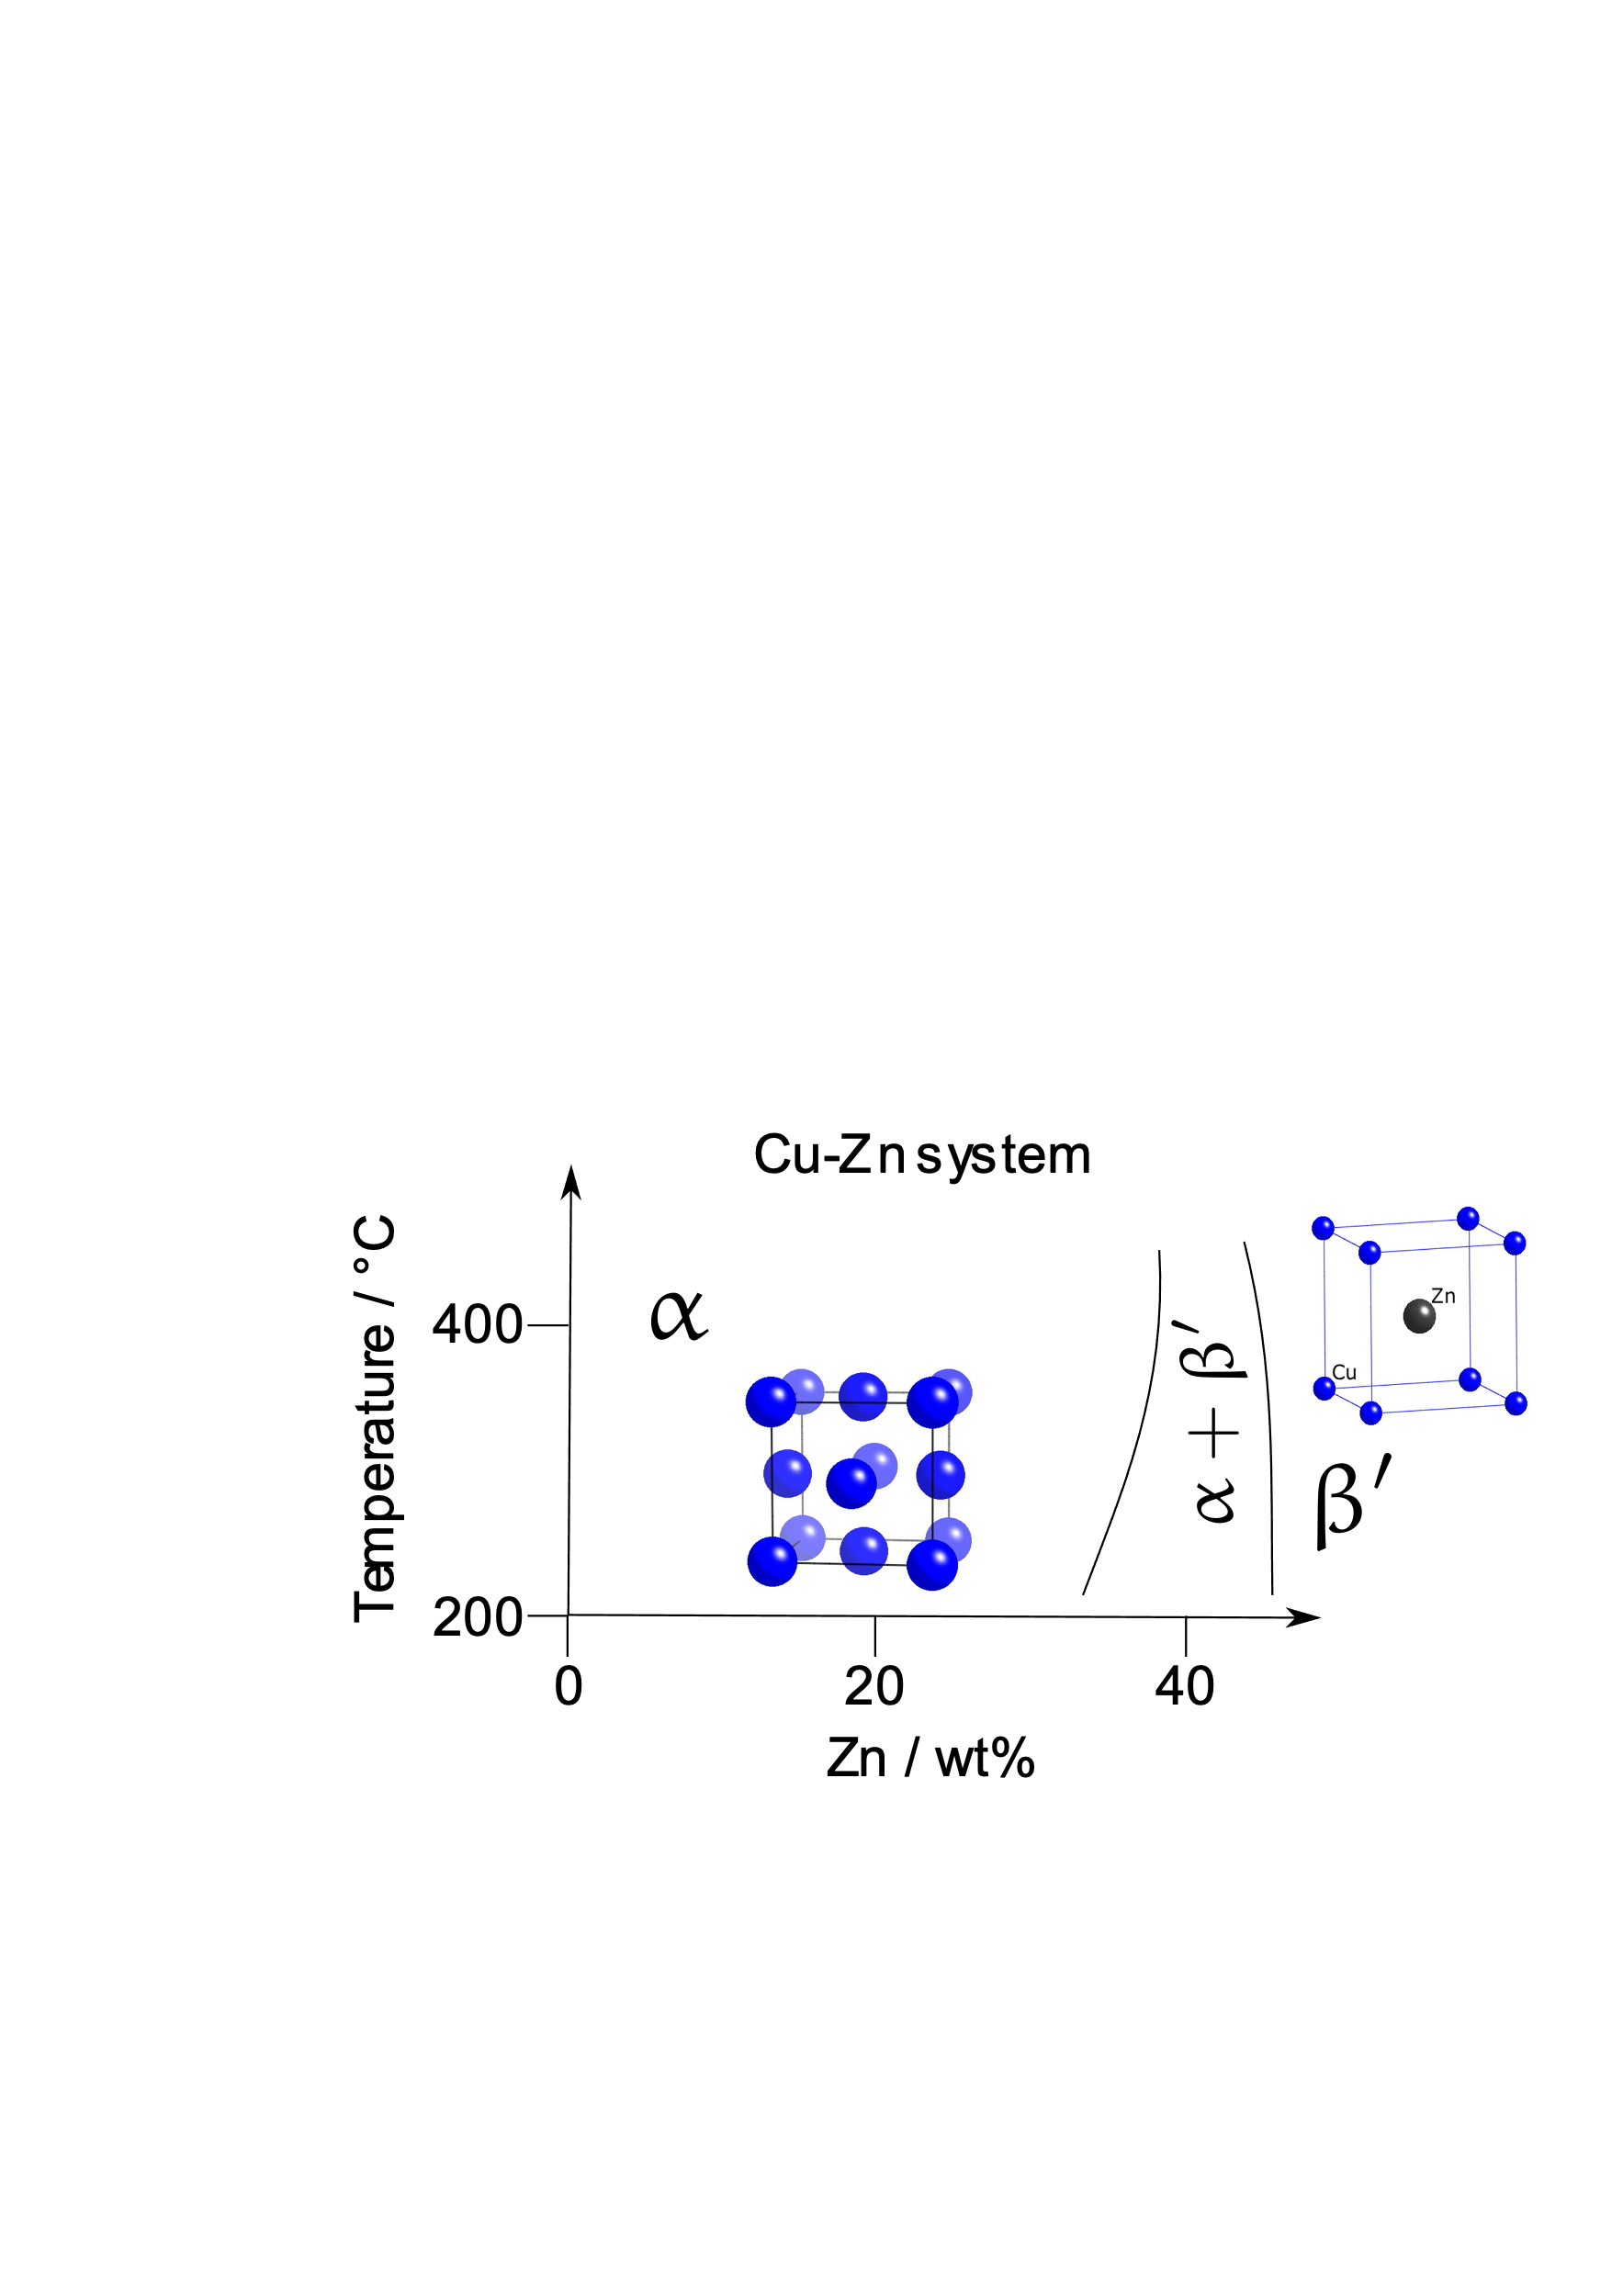 Cu-Zn system
Temperature / °C
400
200
α
α + β′
Zn
Cu
β′
0
20
40
Zn / wt%